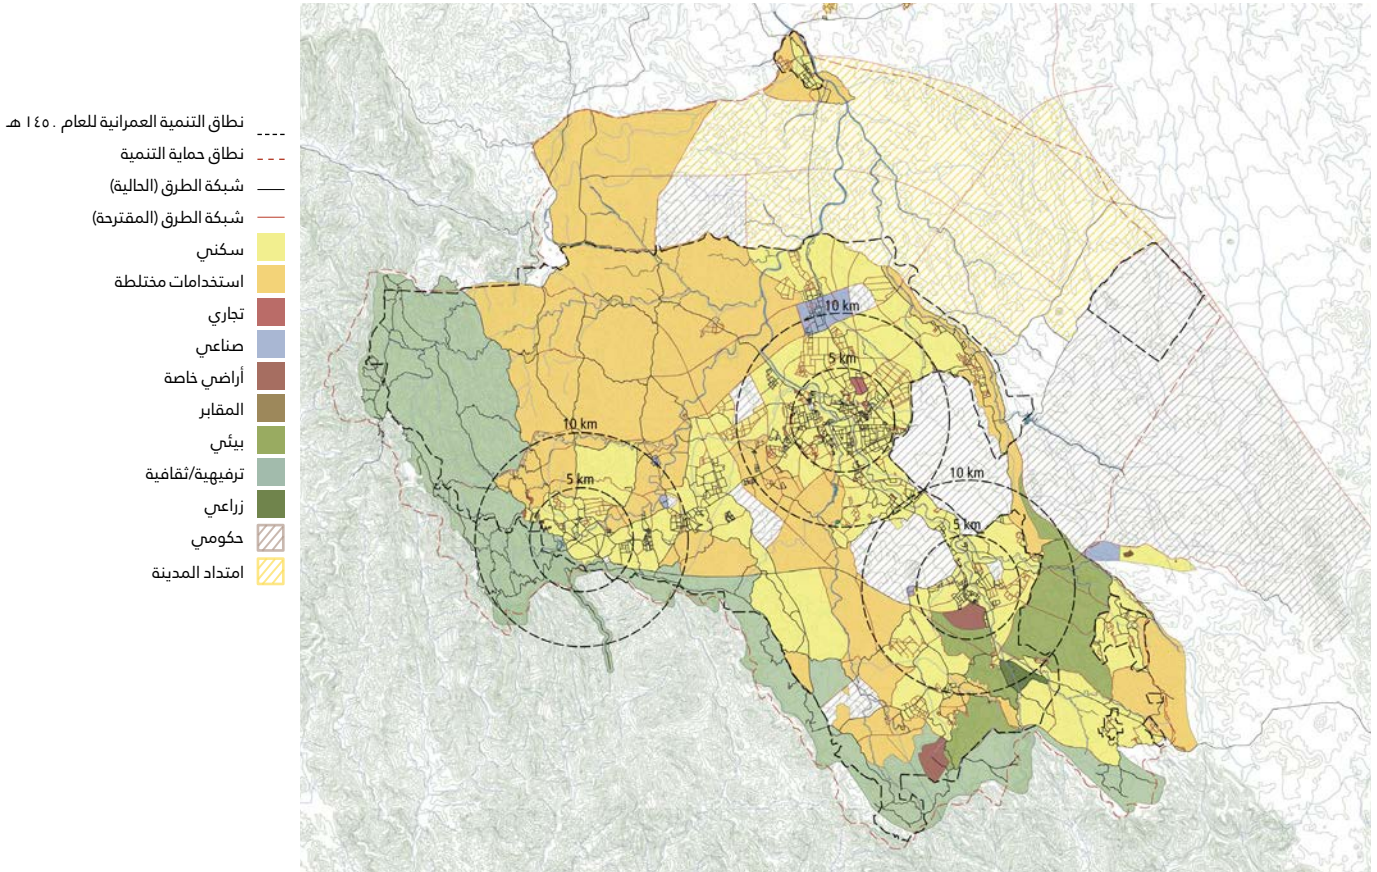 نطاق التنمية العمرانية للعام ١٤٥٠ هـ
نطاق حماية التنمية
شبكة الطرق (الحالية)
شبكة الطرق (المقترحة)
سكني
استخدامات مختلطة
تجاري
صناعي
أراضي خاصة
المقابر
بيئي
ترفيهية/ثقافية
زراعي
حكومي
امتداد المدينة
10 km
5 km
10 km
5 km
10 km
5 km